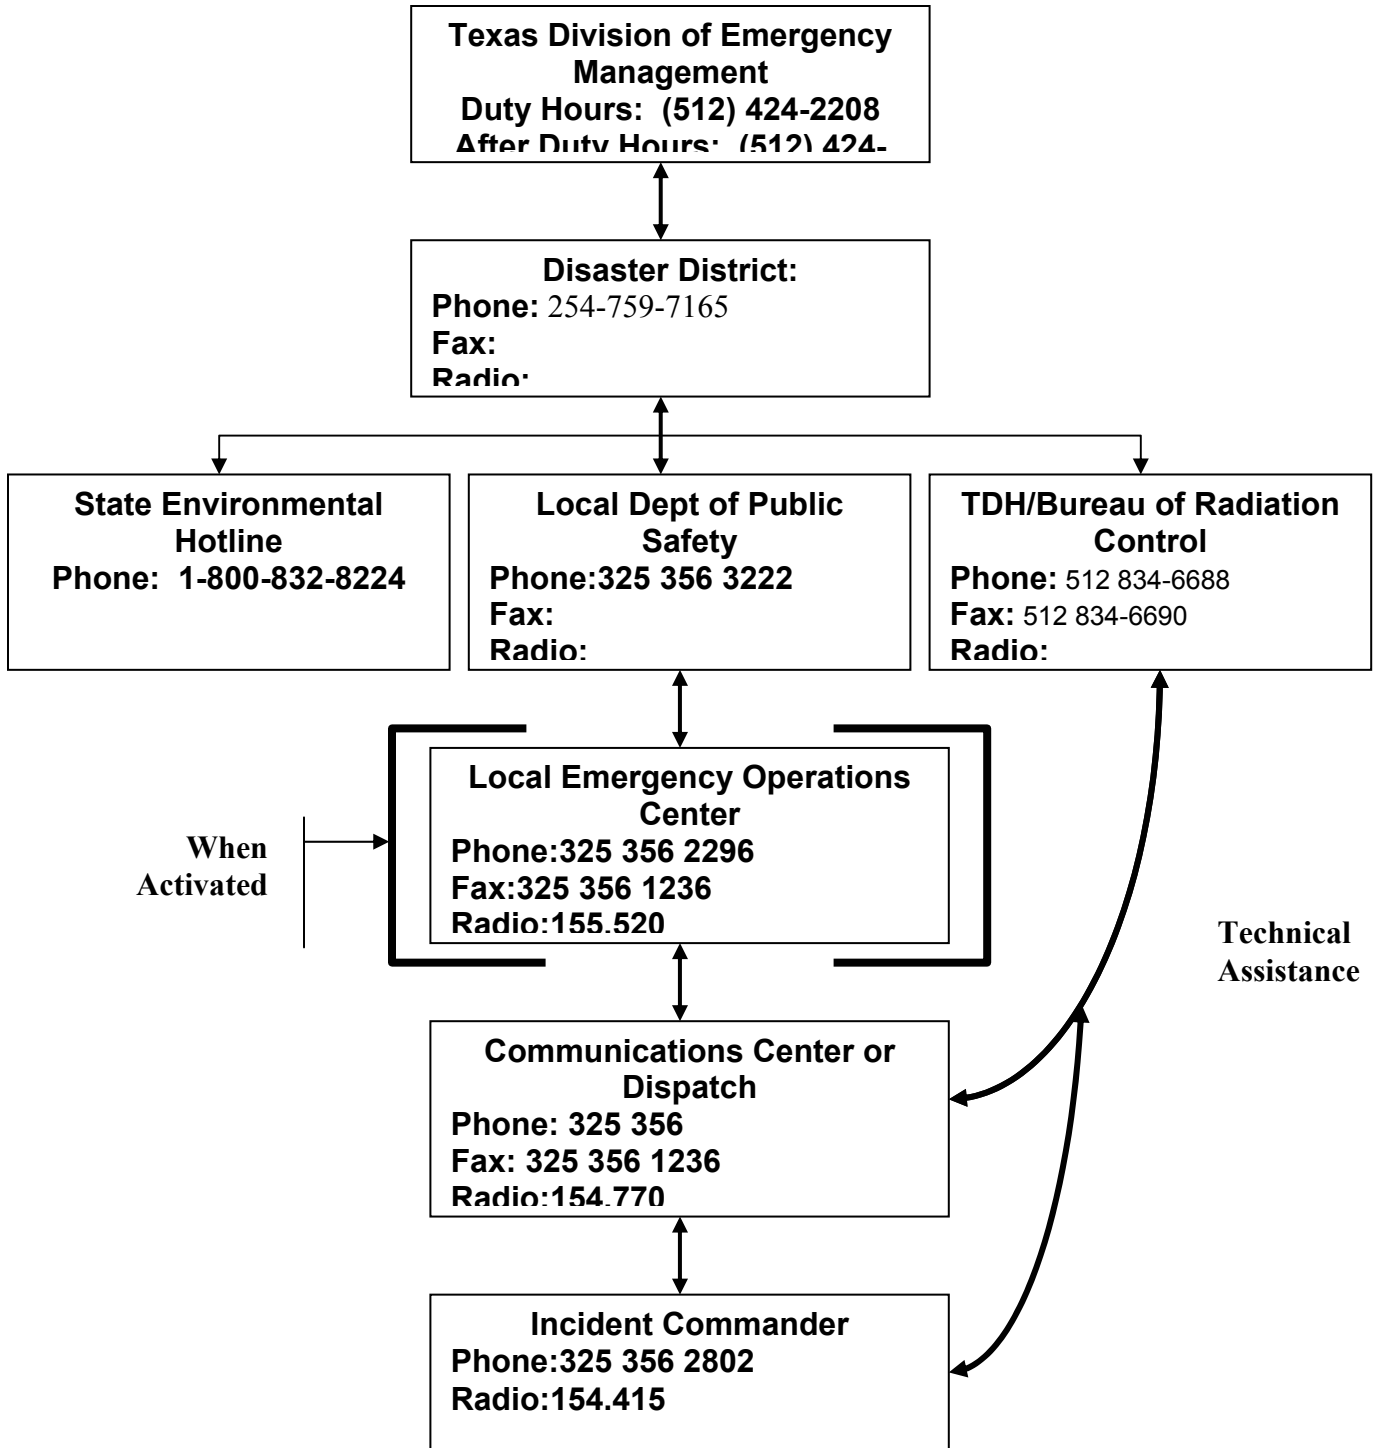 Texas Division of Emergency
Management
Duty Hours: (512) 424-2208
After Duty Hours: (512) 424-
Disaster District:
Phone: 254-759-7165
Fax:
Radio:
State Environmental
Hotline
Phone: 1-800-832-8224
Local Dept of Public
Safety
Phone:325 356 3222
Fax:
Radio:
TDH/Bureau of Radiation
Control
Phone: 512 834-6688
Fax: 512 834-6690
Radio:
When
Activated
Local Emergency Operations
Center
Phone:325 356 2296
Fax:325 356 1236
Radio:155.520
Technical
Assistance
Communications Center or
Dispatch
Phone: 325 356
Fax: 325 356 1236
Radio:154.770
Incident Commander
Phone:325 356 2802
Radio:154.415